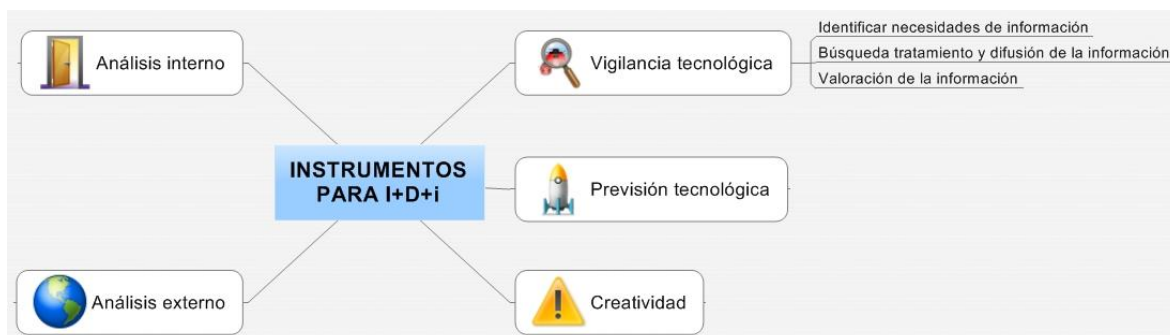 Análisis interno
INSTRUMENTOS
PARA I+D+i
Análisis externo
Vigilancia tecnológica
Identificar necesidades de información
Búsqueda tratamiento y difusión de la información
Valoración de la información
Previsión tecnológica
Creatividad